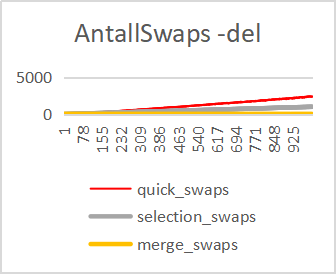 AntallSwaps -del
5000
0
1 78 155 232 309 386 463 540 617 694 771 848 925
quick_swaps
selection_swaps
merge_swaps